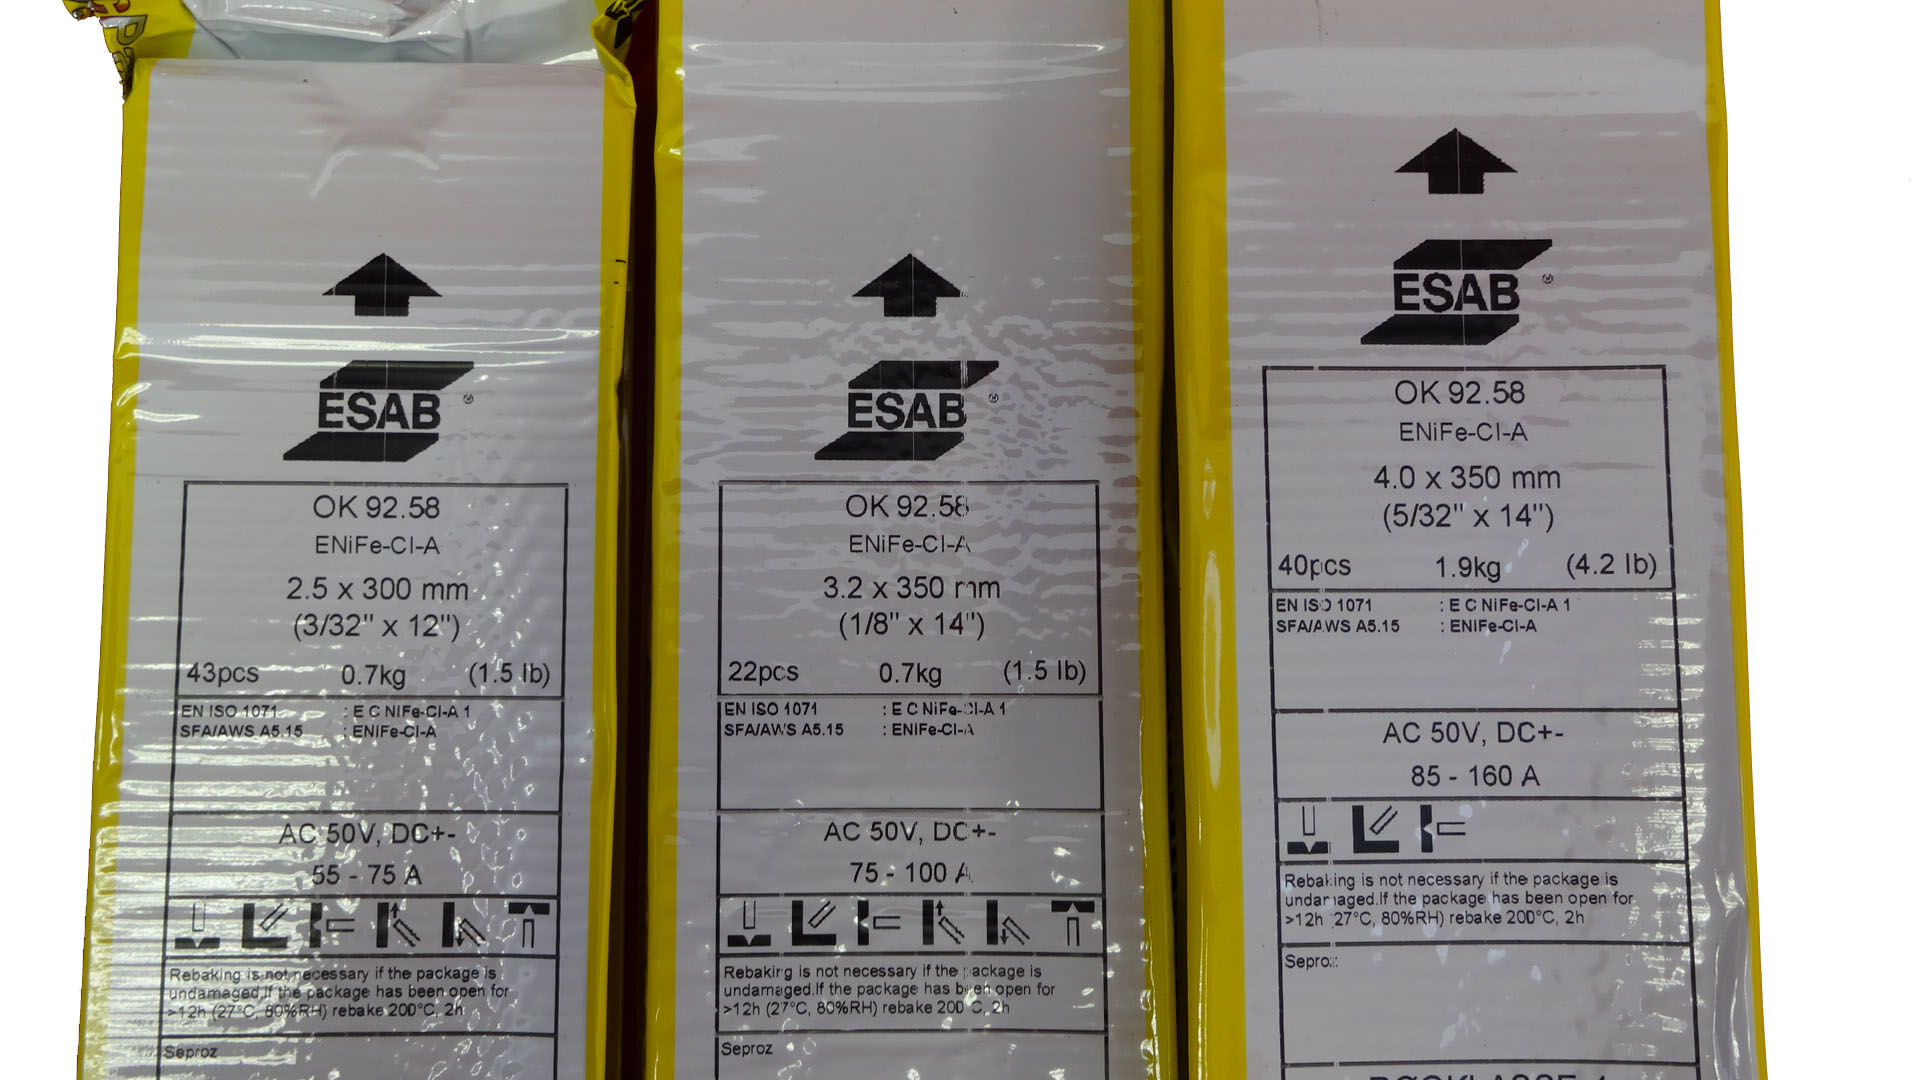 ESAB ®
OK 92.58
ENiFe-CI-A
2.5 x 300 mm
(3/32" x 12")
43pcs 0.7kg (1.5 lb)
EN ISO 1071 : E C NiFe-CI-A 1
SFA/AWS A5.15 : ENiFe-CI-A
AC 50V, DC+-
55 - 75 A
Rebaking is not necessary if the package is
undamaged.If the package has been open for
>12h (27°C, 80%RH) rebake 200°C, 2h
Seproz
ESAB ®
OK 92.58
ENiFe-CI-A
3.2 x 350 mm
(1/8" x 14")
22pcs 0.7kg (1.5 lb)
EN ISO 1071 : E C NiFe-CI-A 1
SFA/AWS A5.15 : ENiFe-CI-A
AC 50V, DC+-
75 - 100 A
Rebaking is not necessary if the package is
undamaged.If the package has been open for
>12h (27°C, 80%RH) rebake 200°C, 2h
Seproz
ESAB ®
OK 92.58
ENiFe-CI-A
4.0 x 350 mm
(5/32" x 14")
40pcs 1.9kg (4.2 lb)
EN ISO 1071 : E C NiFe-CI-A 1
SFA/AWS A5.15 : ENiFe-CI-A
AC 50V, DC+-
85 - 160 A
Rebaking is not necessary if the package is
undamaged.If the package has been open for
>12h (27°C, 80%RH) rebake 200°C, 2h
Seproz